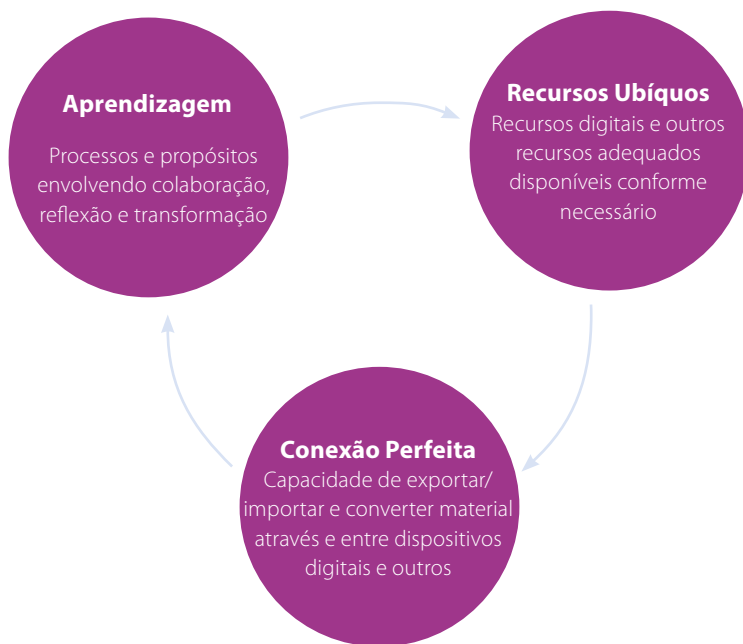 Aprendizagem
Processos e propósitos
envolvendo colaboração,
reflexão e transformação
Recursos Ubíquos
Recursos digitais e outros
recursos adequados
disponíveis conforme
necessário
Conexão Perfeita
Capacidade de exportar/
importar e converter material
através e entre dispositivos
digitais e outros